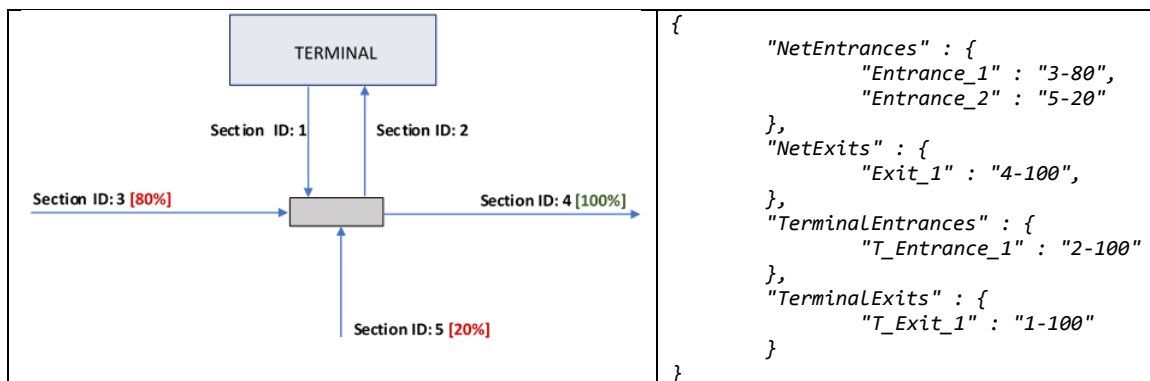 TERMINAL
Section ID: 1
Section ID: 2
Section ID: 3 [80%]
Section ID: 4 [100%]
Section ID: 5 [20%]
{
"NetEntrances" : {
"Entrance_1" : "3-80",
"Entrance_2" : "5-20"
},
"NetExits" : {
"Exit_1" : "4-100",
},
"TerminalEntrances" : {
"T_Entrance_1" : "2-100"
},
"TerminalExits" : {
"T_Exit_1" : "1-100"
}
}